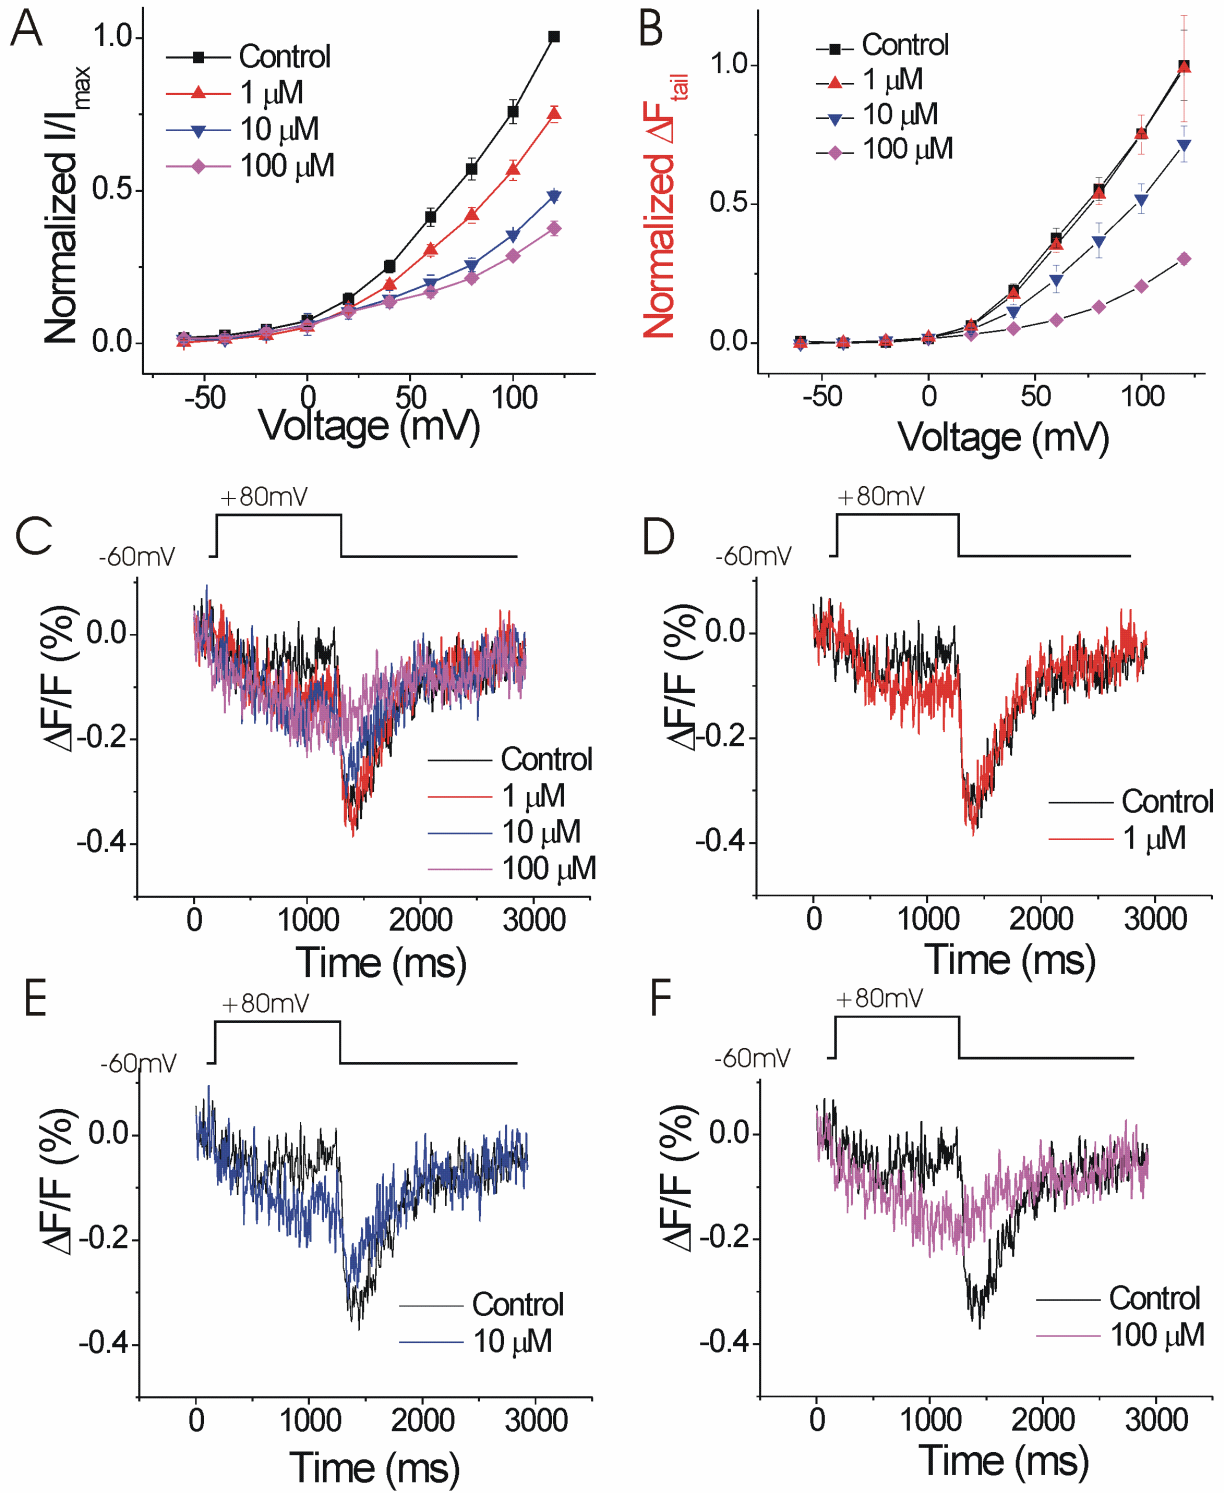 A
Normalized I/Imax
1.0
0.5
0.0
Control
1 μM
10 μM
100 μM
-50
0
50
100
Voltage (mV)
B
Normalized ΔFtail
1.0
0.5
0.0
Control
1 μM
10 μM
100 μM
-50
0
50
100
Voltage (mV)
C
+80mV
-60mV
ΔF/F (%)
0.0
-0.2
-0.4
Control
1 μM
10 μM
100 μM
0
1000
2000
3000
Time (ms)
D
+80mV
-60mV
ΔF/F (%)
0.0
-0.2
-0.4
Control
1 μM
0
1000
2000
3000
Time (ms)
E
+80mV
-60mV
ΔF/F (%)
0.0
-0.2
-0.4
Control
10 μM
0
1000
2000
3000
Time (ms)
F
+80mV
-60mV
ΔF/F (%)
0.0
-0.2
-0.4
Control
100 μM
0
1000
2000
3000
Time (ms)